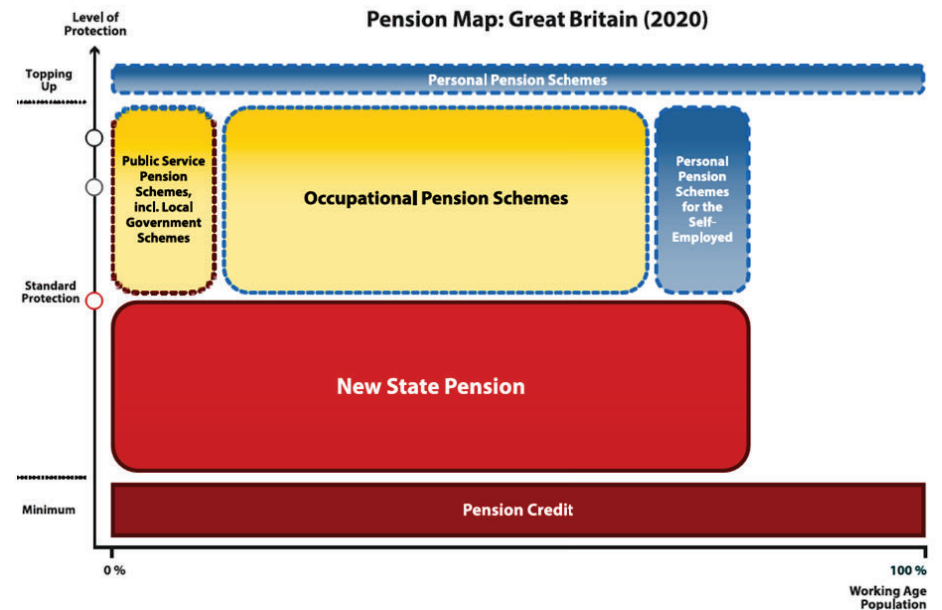 Pension Map: Great Britain (2020)
Level of
Protection
Topping
Up
Personal Pension Schemes
Public Service
Pension
Schemes,
incl. Local
Government
Schemes
Occupational Pension Schemes
Personal
Pension
Schemes
for the
Self-
Employed
Standard
Protection
New State Pension
Minimum
Pension Credit
0 %
100 %
Working Age
Population